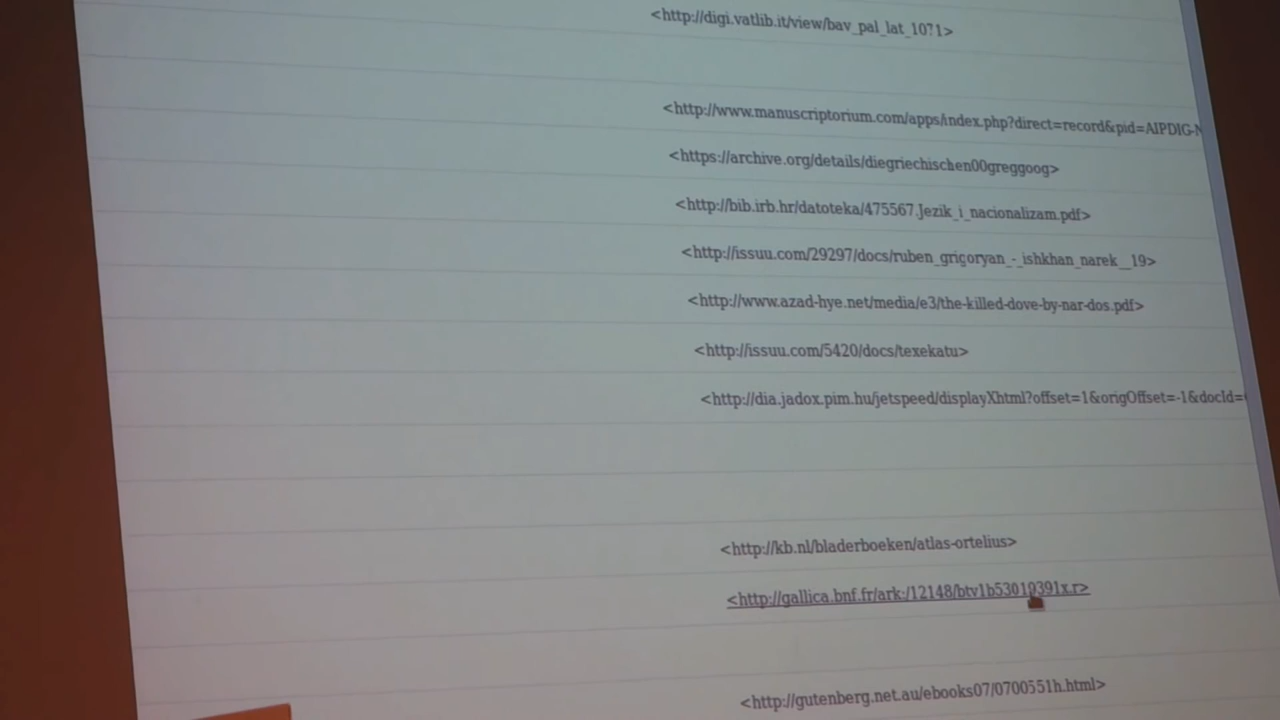 <http://digi.vatlib.it/view/bav_pal_lat_1071>
<http://www.manuscriptorium.com/apps/index.php?direct=record&pid=AIPDIG-N
<https://archive.org/details/diegriechischen00greggoog>
<http://bib.irb.hr/datoteka/475567.Jezik_i_nacionalizam.pdf>
<http://issuu.com/29297/docs/ruben_grigoryan_-_ishkhan_narek__19>
<http://www.azad-hye.net/media/e3/the-killed-dove-by-nar-dos.pdf>
<http://issuu.com/5420/docs/texekatu>
<http://dia.jadox.pim.hu/jetspeed/displayXhtml?offset=1&origOffset=-1&docId=
<http://kb.nl/bladerboeken/atlas-ortelius>
<http://gallica.bnf.fr/ark:/12148/btv1b53019391x.r>
<http://gutenberg.net.au/ebooks07/0700551h.html>